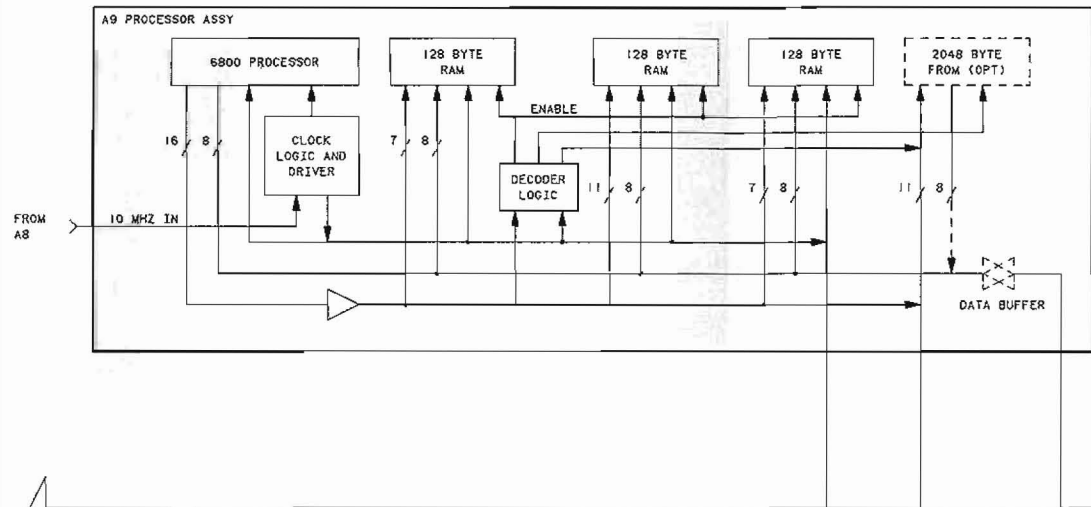 A9 PROCESSOR ASSY
6800 PROCESSOR
128 BYTE
RAM
128 BYTE
RAM
128 BYTE
RAM
2048 BYTE
FROM (OPT)
ENABLE
16
8
CLOCK
LOGIC AND
DRIVER
7
8
DECODER
LOGIC
11
8
7
8
11
8
FROM
A8
10 MHZ IN
DATA BUFFER